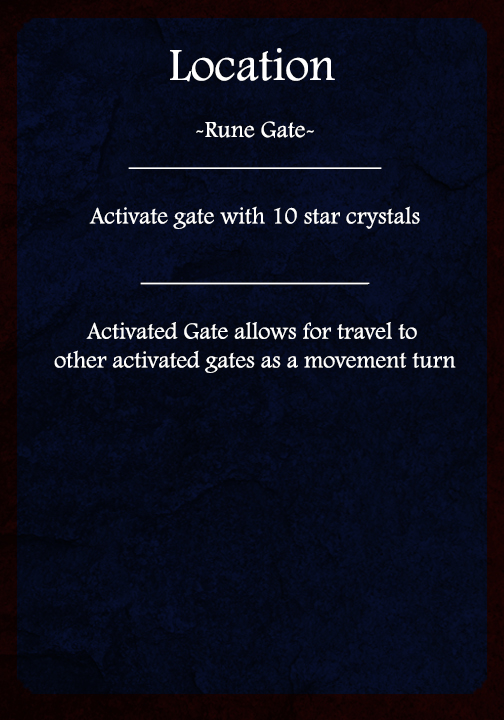 Location
~Rune Gate~
Activate gate with 10 star crystals
Activated Gate allows for travel to
other activated gates as a movement turn